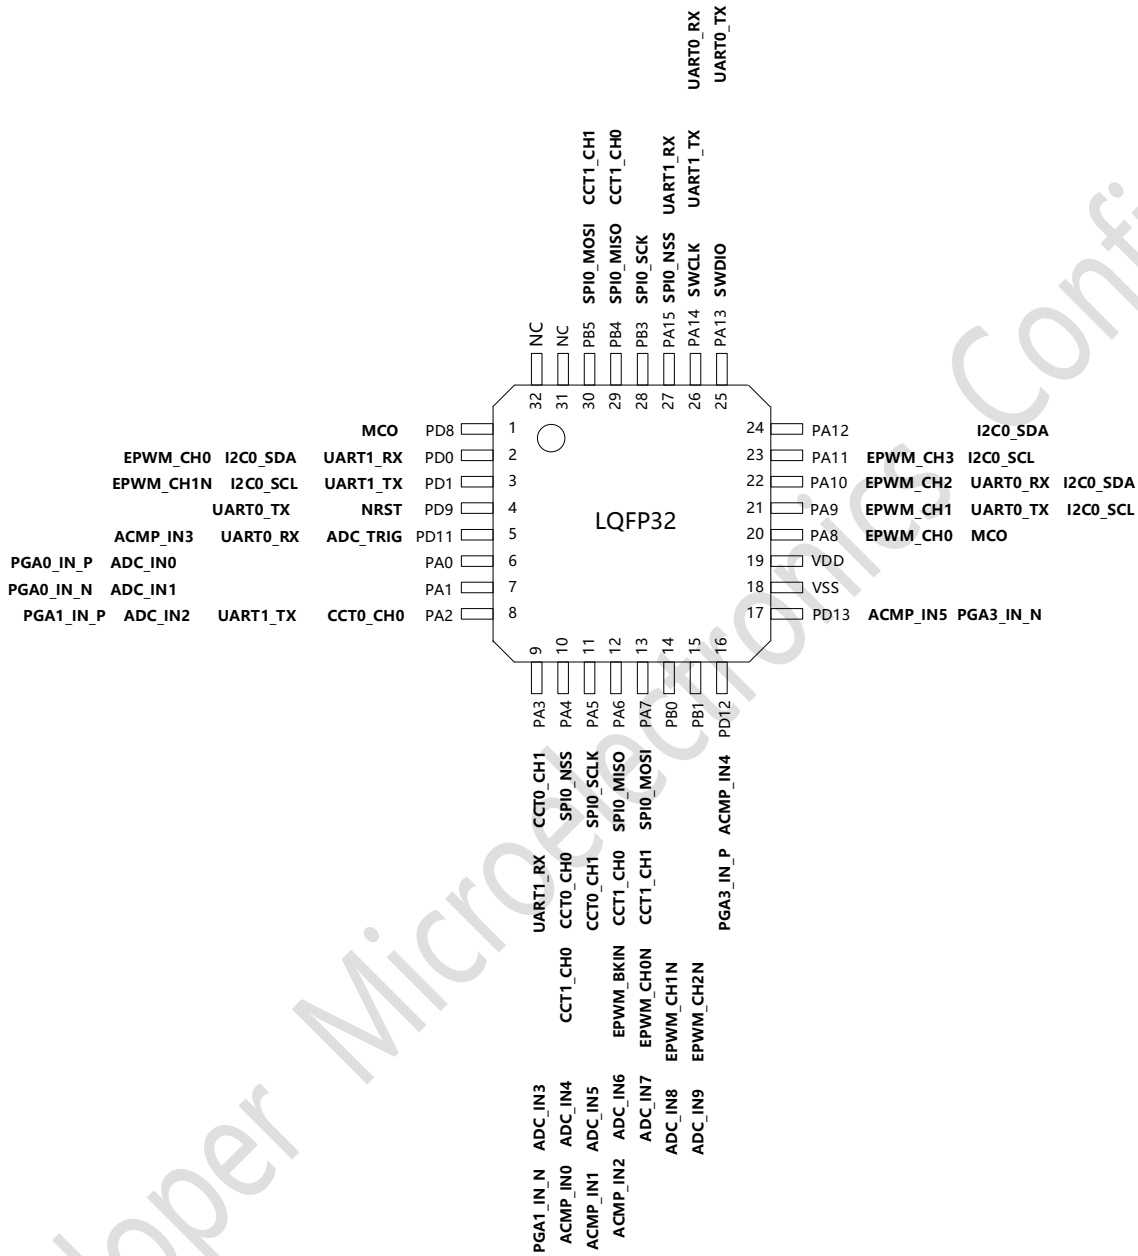 UART0_RX
UART0_TX
CCT1_CH1
CCT1_CH0
UART1_RX
UART1_TX
SPI0_MOSI
SPI0_MISO
SPI0_SCK
SPI0_NSS
SWCLK
SWDIO
NC
NC
PB5
PB4
PB3
PA15
PA14
PA13
32
31
30
29
28
27
26
25
MCO PD8 1
EPWM_CH0 I2C0_SDA UART1_RX PD0 2
EPWM_CH1N I2C0_SCL UART1_TX PD1 3
UART0_TX NRST PD9 4
ACMP_IN3 UART0_RX ADC_TRIG PD11 5
PGA0_IN_P ADC_IN0 PA0 6
PGA0_IN_N ADC_IN1 PA1 7
PGA1_IN_P ADC_IN2 UART1_TX CCT0_CH0 PA2 8
LQFP32
24 PA12 I2C0_SDA
23 PA11 EPWM_CH3 I2C0_SCL
22 PA10 EPWM_CH2 UART0_RX I2C0_SDA
21 PA9 EPWM_CH1 UART0_TX I2C0_SCL
20 PA8 EPWM_CH0 MCO
19 VDD
18 VSS
17 PD13 ACMP_IN5 PGA3_IN_N
9
10
11
12
13
14
15
16
PGA1_IN_N ADC_IN3 UART1_RX CCT0_CH1 PA3
ACMP_IN0 ADC_IN4 CCT1_CH0 CCT0_CH0 SPI0_NSS PA4
ACMP_IN1 ADC_IN5 CCT0_CH1 SPI0_SCLK PA5
ACMP_IN2 ADC_IN6 EPWM_BKIN CCT1_CH0 SPI0_MISO PA6
ADC_IN7 EPWM_CH0N CCT1_CH1 SPI0_MOSI PA7
ADC_IN8 EPWM_CH1N PB0
ADC_IN9 EPWM_CH2N PB1
PGA3_IN_P ACMP_IN4 PD12
Microelectronics